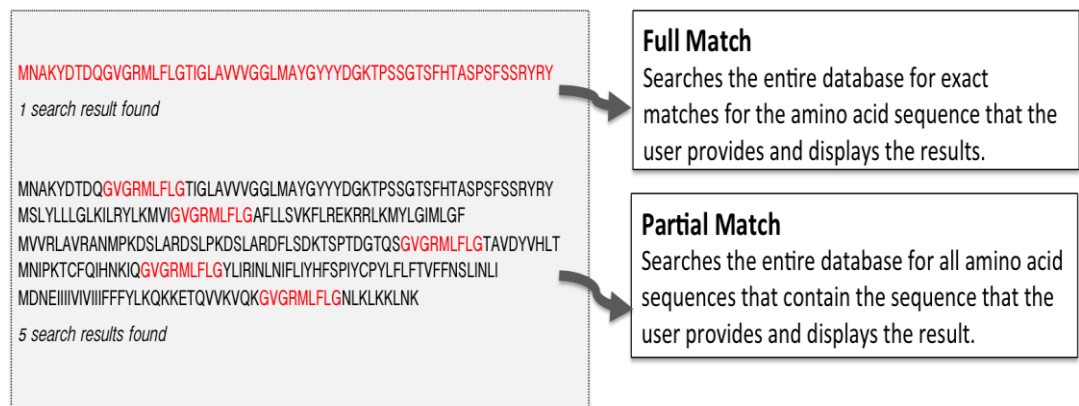 MNAKYDTDQGVGRMLFLGTIGLAVVVGGLMAYGYYYDGKTPSSGTSFHTASPSFSSRYRY
1 search result found
MNAKYDTDQGVGRMLFLGTIGLAVVVGGLMAYGYYYDGKTPSSGTSFHTASPSFSSRYRY
MSLYLLLGLKILRYLKMVIGVGRMLFLGAFLLSVKFLREKRRLKMYLGIMLGF
MVVRLAVRANMPKDSLARDSLPKDSLARDFLSDKTSPTDGTQSGVGRMLFLGTAVDYVHLT
MNIPKTCFQIHNKIQGVGRMLFLGYLIRINLNIFLIYHFSPIYCPYLFLFTVFFNSLINLI
MDNEIIIIVIVIIIFFFYLKQKKETQVVKVQKGVGRMLFLGNLKLKKLNK
5 search results found
Full Match
Searches the entire database for exact
matches for the amino acid sequence that the
user provides and displays the results.
Partial Match
Searches the entire database for all amino acid
sequences that contain the sequence that the
user provides and displays the result.